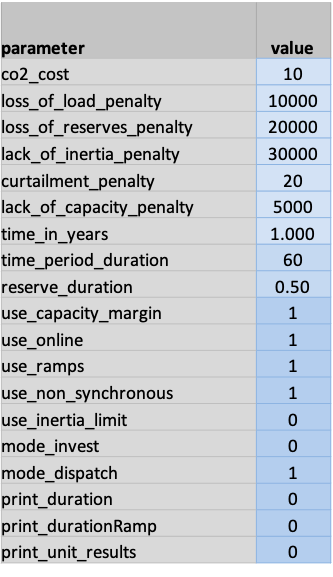 parameter value
co2_cost 10
loss_of_load_penalty 10000
loss_of_reserves_penalty 20000
lack_of_inertia_penalty 30000
curtailment_penalty 20
lack_of_capacity_penalty 5000
time_in_years 1.000
time_period_duration 60
reserve_duration 0.50
use_capacity_margin 1
use_online 1
use_ramps 1
use_non_synchronous 1
use_inertia_limit 0
mode_invest 0
mode_dispatch 1
print_duration 0
print_durationRamp 0
print_unit_results 0